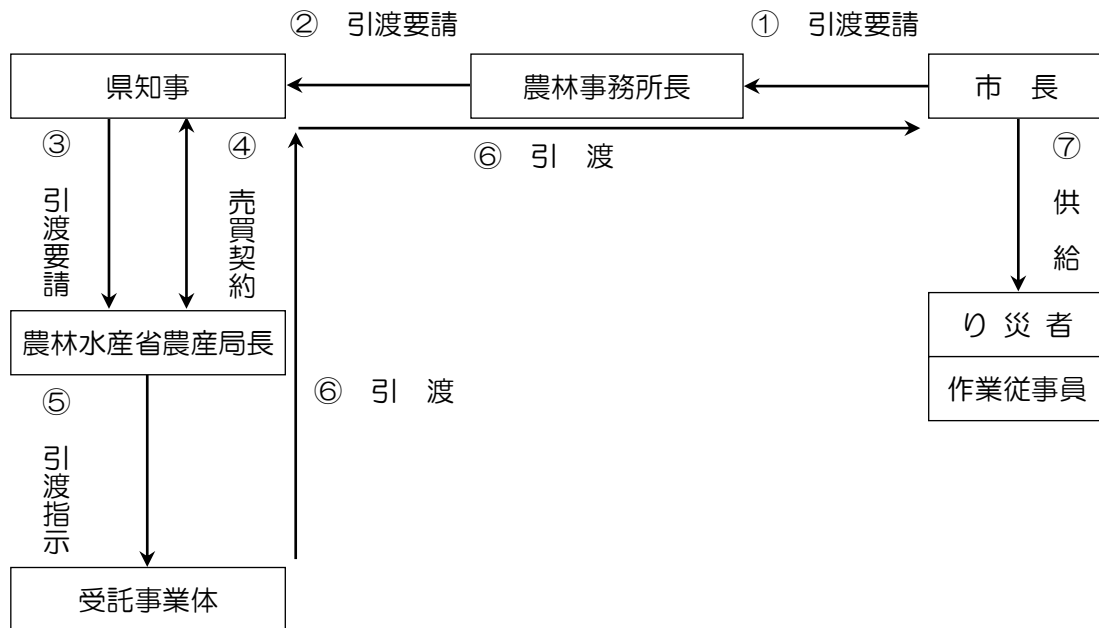 ② 引渡要請
① 引渡要請
県知事
農林事務所長
市 長
③ 引渡要請
④ 売買契約
⑥ 引 渡
⑦ 供 給
農林水産省農産局長
り 災 者
作業従事員
⑤ 引渡指示
⑥ 引 渡
受託事業体